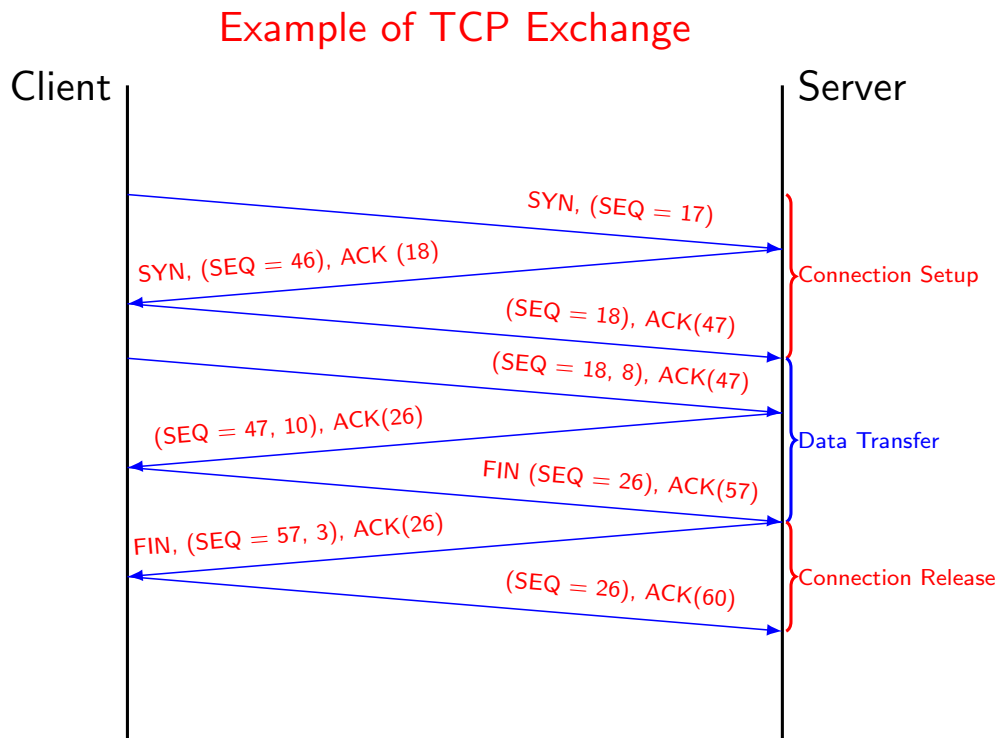 Example of TCP Exchange
Client
Server
SYN, (SEQ = 17)
SYN, (SEQ = 46), ACK (18)
Connection Setup
(SEQ = 18), ACK(47)
(SEQ = 18, 8), ACK(47)
(SEQ = 47, 10), ACK(26)
Data Transfer
FIN (SEQ = 26), ACK(57)
FIN, (SEQ = 57, 3), ACK(26)
Connection Release
(SEQ = 26), ACK(60)